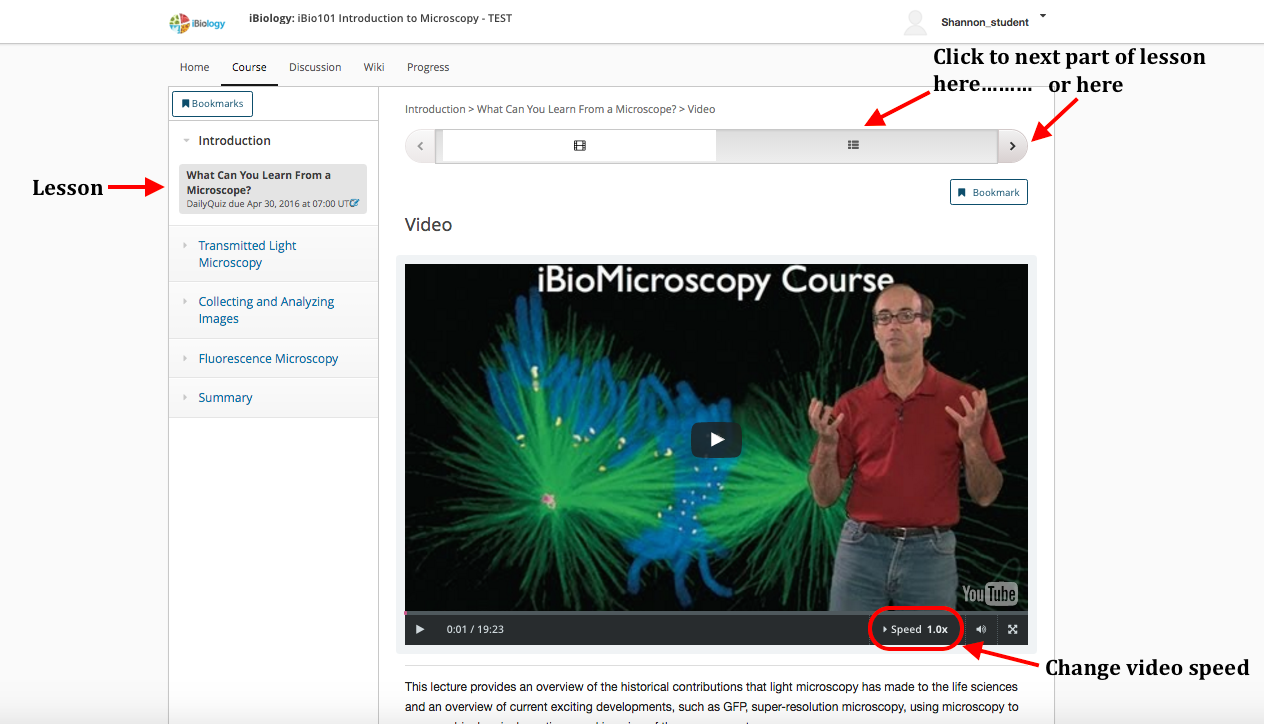 iBiology
iBiology: iBio101 Introduction to Microscopy - TEST
Shannon_student
Home Course Discussion Wiki Progress
Click to next part of lesson
here……… or here
Bookmarks
Introduction
What Can You Learn From a
Microscope?
DailyQuiz due Apr 30, 2016 at 07:00 UTC
Lesson
Transmitted Light
Microscopy
Collecting and Analyzing
Images
Fluorescence Microscopy
Summary
Introduction > What Can You Learn From a Microscope? > Video
Bookmark
Video
iBioMicroscopy Course
YouTube
0:01 / 19:23
Speed 1.0x
Change video speed
This lecture provides an overview of the historical contributions that light microscopy has made to the life sciences
and an overview of current exciting developments, such as GFP, super-resolution microscopy, using microscopy to